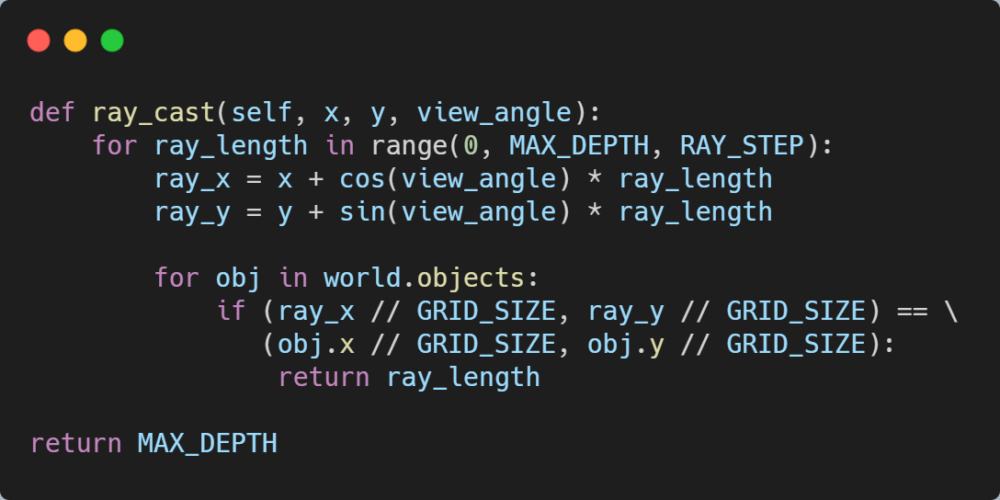 def ray_cast(self, x, y, view_angle):
    for ray_length in range(0, MAX_DEPTH, RAY_STEP):
        ray_x = x + cos(view_angle) * ray_length
        ray_y = y + sin(view_angle) * ray_length

        for obj in world.objects:
            if (ray_x // GRID_SIZE, ray_y // GRID_SIZE) == \
               (obj.x // GRID_SIZE, obj.y // GRID_SIZE):
                return ray_length

return MAX_DEPTH